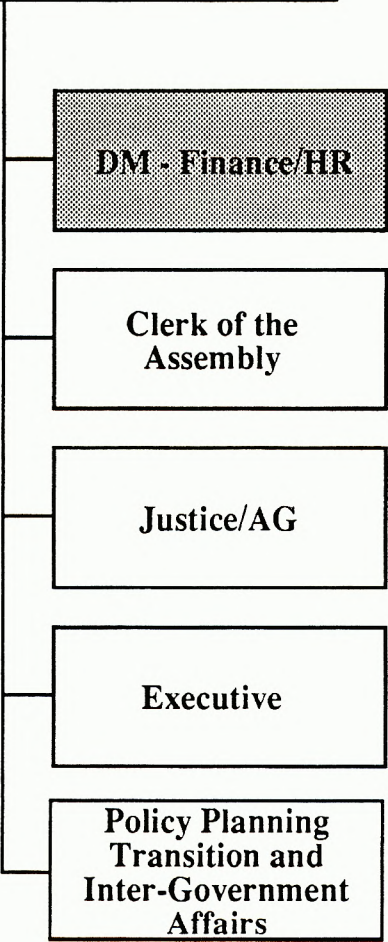 DM - Finance/HR
Clerk of the
Assembly
Justice/AG
Executive
Policy Planning
Transition and
Inter-Government
Affairs